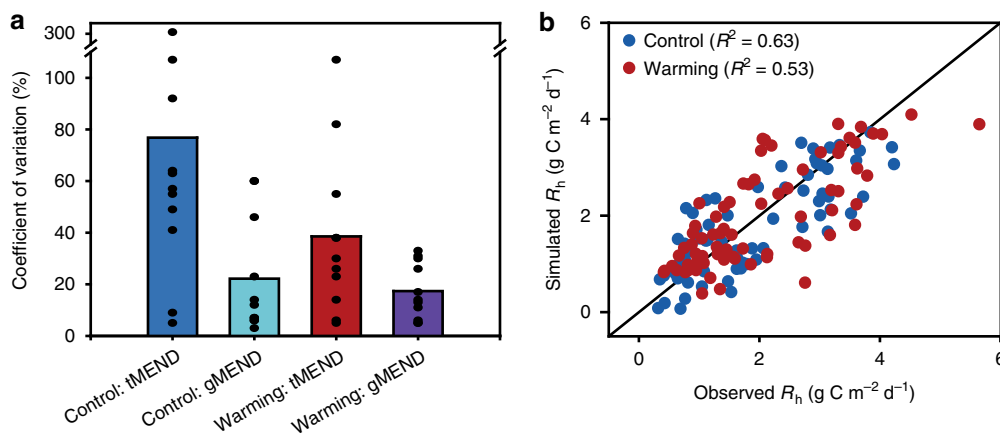 a
Coefficient of variation (%)
300
100
80
60
40
20
0
Control: tMEND
Control: gMEND
Warming: tMEND
Warming: gMEND
b
Simulated Rh (g C m−2 d−1)
6
4
2
0
Control (R2 = 0.63)
Warming (R2 = 0.53)
0 2 4 6
Observed Rh (g C m−2 d−1)